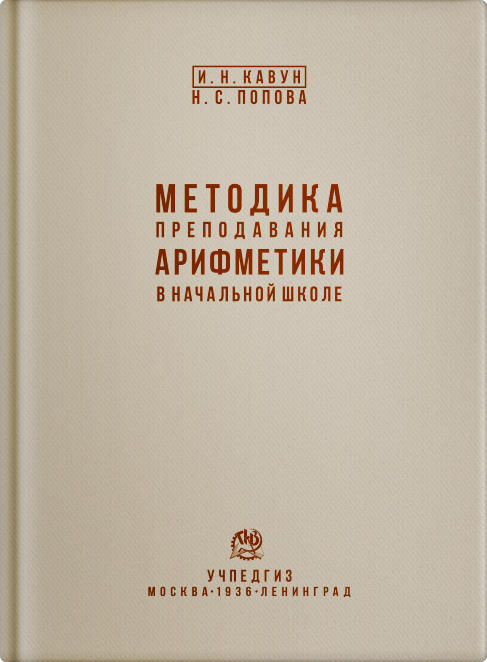 И. Н. КАВУН
Н. С. ПОПОВА
МЕТОДИКА
ПРЕПОДАВАНИЯ
АРИФМЕТИКИ
В НАЧАЛЬНОЙ ШКОЛЕ
УЧПЕДГИЗ
МОСКВА·1936·ЛЕНИНГРАД